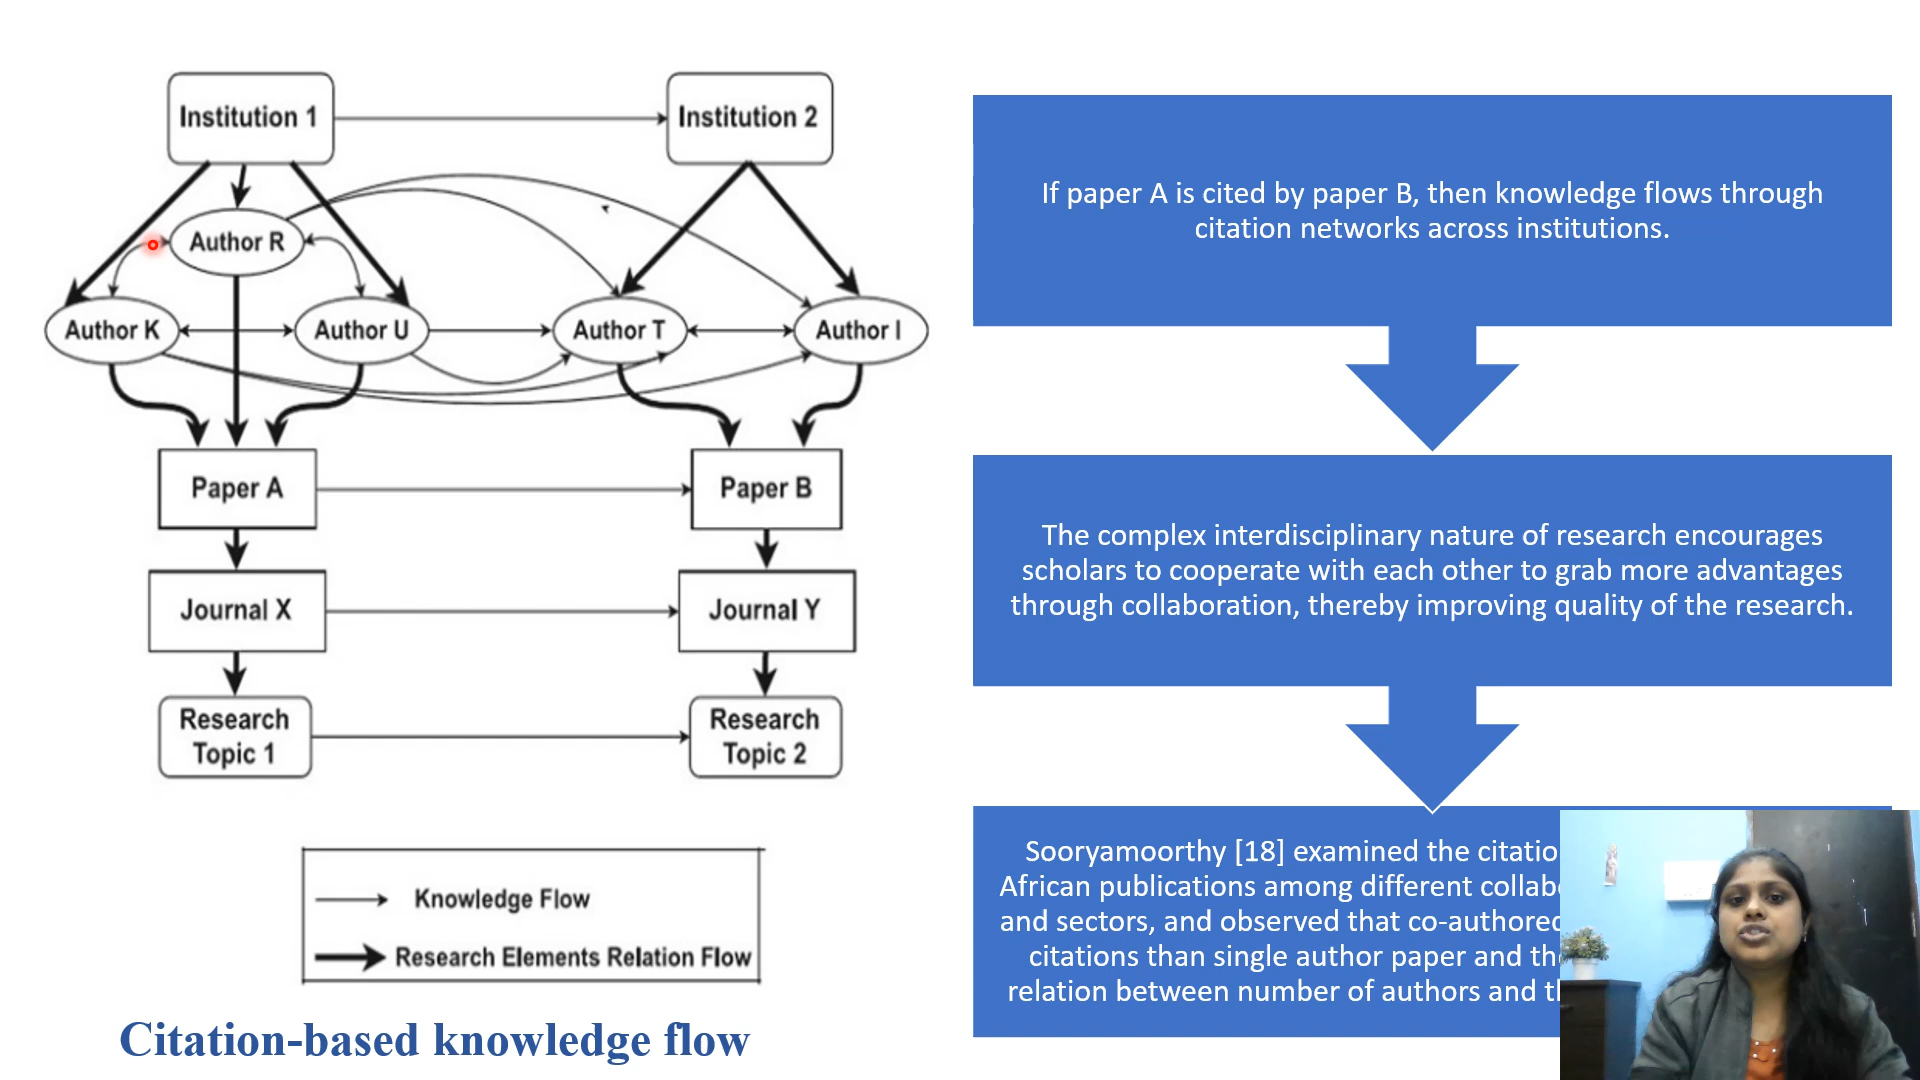 Institution 1
Institution 2
Author R
Author K
Author U
Author T
Author I
Paper A
Paper B
Journal X
Journal Y
Research
Topic 1
Research
Topic 2
Knowledge Flow
Research Elements Relation Flow
Citation-based knowledge flow
If paper A is cited by paper B, then knowledge flows through
citation networks across institutions.
The complex interdisciplinary nature of research encourages
scholars to cooperate with each other to grab more advantages
through collaboration, thereby improving quality of the research.
Sooryamoorthy [18] examined the
African publications among different
and sectors, and observed that co-authored
citations than single author paper and
relation between number of authors and